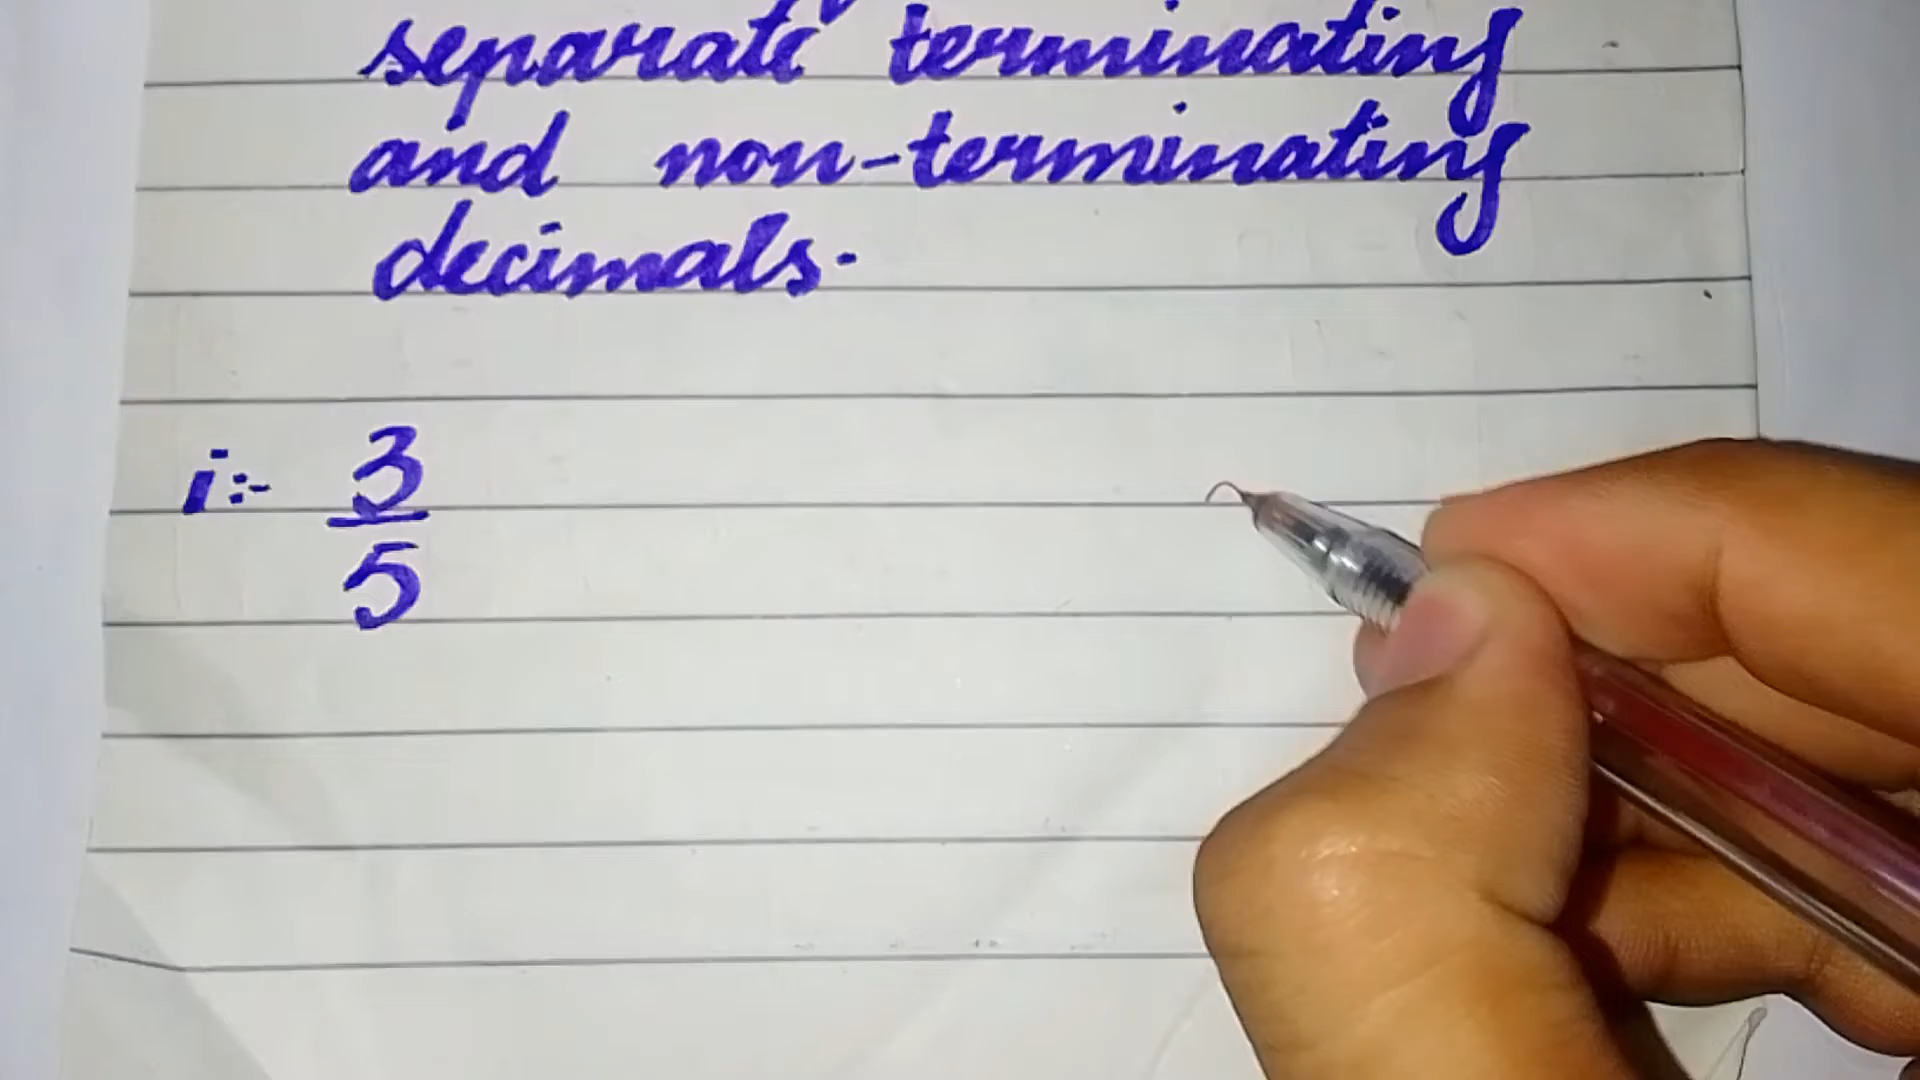 separate terminating
and non-terminating
decimals.
i:- 3/5